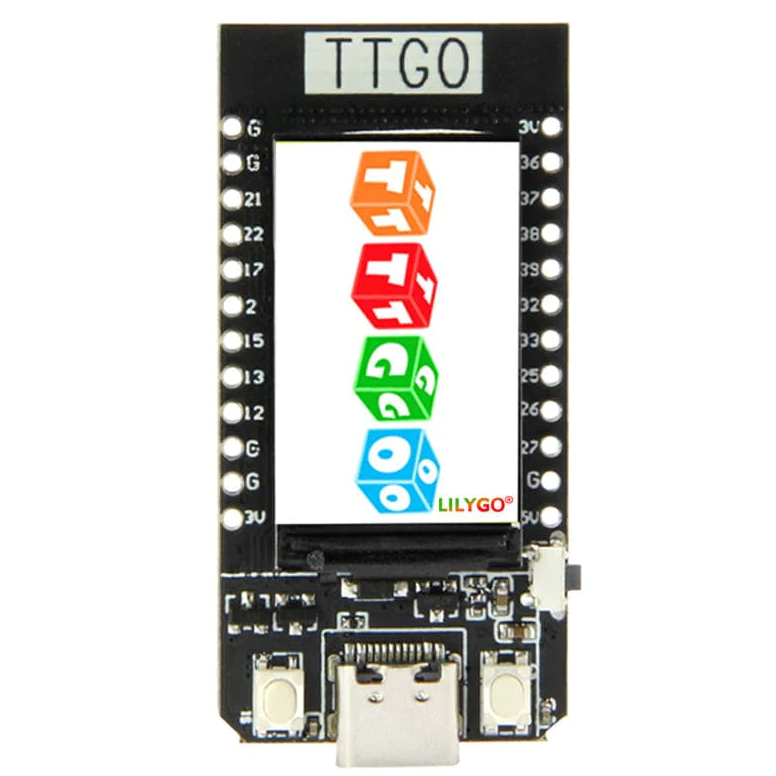 TTGO
G 3V
G 36
21 37
22 38
17 39
2 32
15 33
13 25
12 26
G 27
G G
3V 5V
T T T
T T T
G G G
O O O
LILYGO®